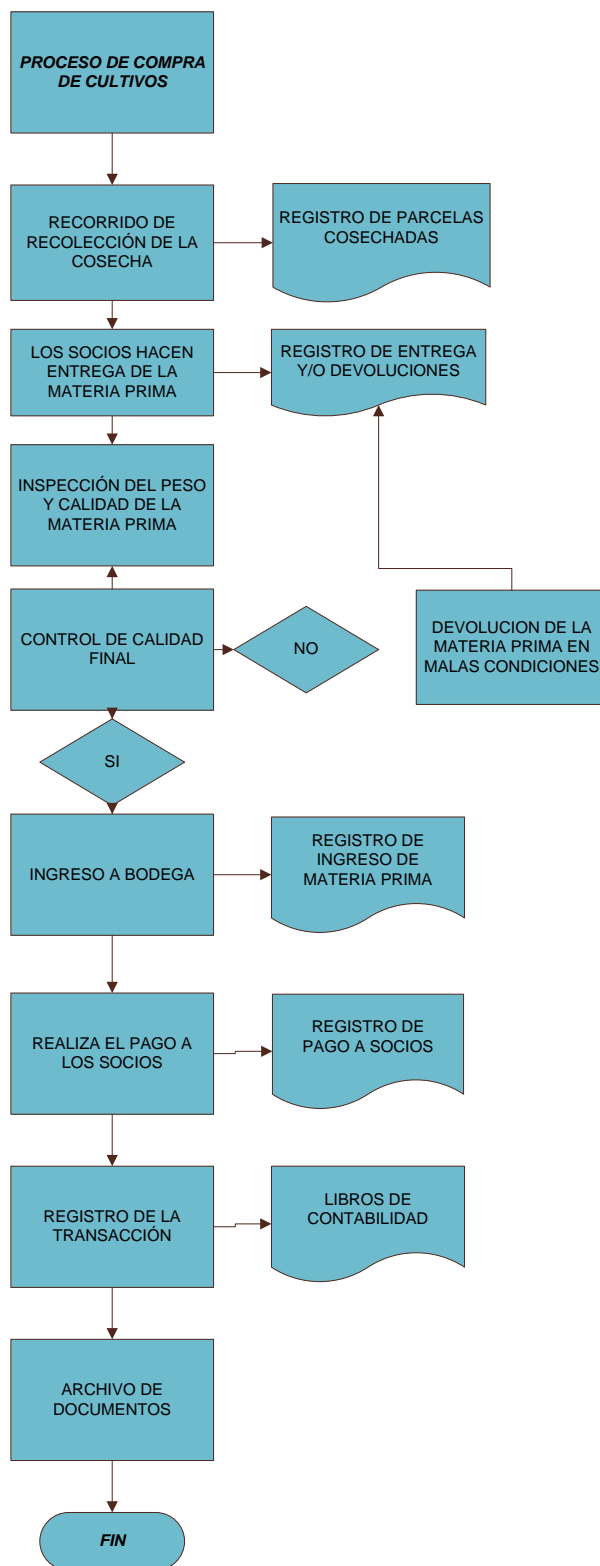 PROCESO DE COMPRA
DE CULTIVOS
RECORRIDO DE
RECOLECCIÓN DE LA
COSECHA
REGISTRO DE PARCELAS
COSECHADAS
LOS SOCIOS HACEN
ENTREGA DE LA
MATERIA PRIMA
REGISTRO DE ENTREGA
Y/O DEVOLUCIONES
INSPECCIÓN DEL PESO
Y CALIDAD DE LA
MATERIA PRIMA
CONTROL DE CALIDAD
FINAL
NO
DEVOLUCION DE LA
MATERIA PRIMA EN
MALAS CONDICIONES
SI
INGRESO A BODEGA
REGISTRO DE
INGRESO DE
MATERIA PRIMA
REALIZA EL PAGO A
LOS SOCIOS
REGISTRO DE
PAGO A SOCIOS
REGISTRO DE LA
TRANSACCIÓN
LIBROS DE
CONTABILIDAD
ARCHIVO DE
DOCUMENTOS
FIN